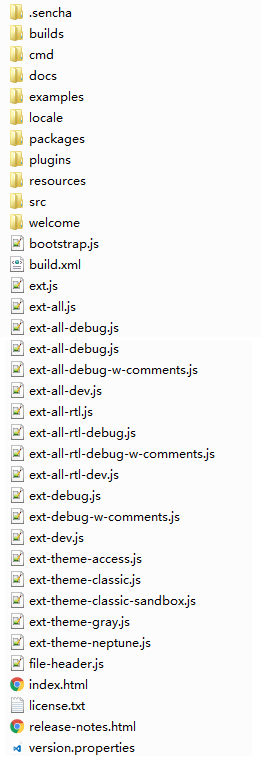 .sencha
builds
cmd
docs
examples
locale
packages
plugins
resources
src
welcome
bootstrap.js
build.xml
ext.js
ext-all.js
ext-all-debug.js
ext-all-debug.js
ext-all-debug-w-comments.js
ext-all-dev.js
ext-all-rtl.js
ext-all-rtl-debug.js
ext-all-rtl-debug-w-comments.js
ext-all-rtl-dev.js
ext-debug.js
ext-debug-w-comments.js
ext-dev.js
ext-theme-access.js
ext-theme-classic.js
ext-theme-classic-sandbox.js
ext-theme-gray.js
ext-theme-neptune.js
file-header.js
index.html
license.txt
release-notes.html
version.properties